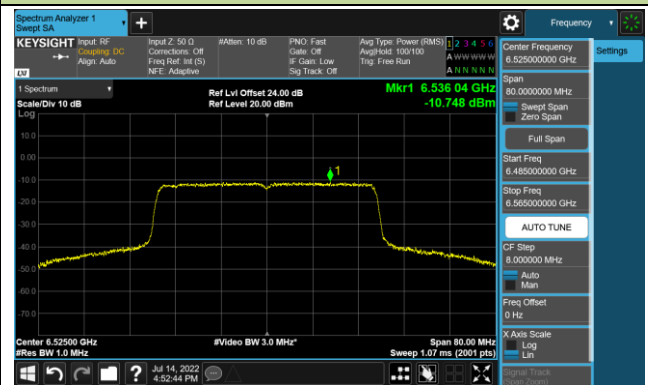 Spectrum Analyzer 1
Swept SA
+
Frequency
KEYSIGHT
Input: RF
Coupling: DC
Align: Auto
Input Z: 50 Ω
Corrections: Off
Freq Ref: Int (S)
NFE: Adaptive
#Atten: 10 dB
PNO: Fast
Gate: Off
IF Gain: Low
Sig Track: Off
Avg Type: Power (RMS)
Avg|Hold: 100/100
Trig: Free Run
1 2 3 4 5 6
A W W W W W
A N N N N N
LXI
1 Spectrum
Scale/Div 10 dB
Log
Ref Lvl Offset 24.00 dB
Ref Level 20.00 dBm
Mkr1 6.536 04 GHz
-10.748 dBm
10.0
0.00
-10.0
-20.0
-30.0
-40.0
-50.0
-60.0
-70.0
1
Center 6.52500 GHz
#Res BW 1.0 MHz
#Video BW 3.0 MHz*
Span 80.00 MHz
Sweep 1.07 ms (2001 pts)
Jul 14, 2022
4:52:44 PM
Settings
Center Frequency
6.525000000 GHz
Span
80.0000000 MHz
Swept Span
Zero Span
Full Span
Start Freq
6.485000000 GHz
Stop Freq
6.565000000 GHz
AUTO TUNE
CF Step
8.000000 MHz
Auto
Man
Freq Offset
0 Hz
X Axis Scale
Log
Lin
Signal Track
(Span Zoom)